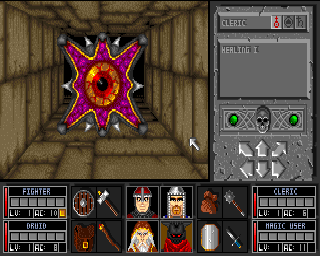 CLERIC
HEALING I
FIGHTER
LV: 1 AC: 10
CLERIC
LV: 1 AC: 6
DRUID
LV: 1 AC: 8
MAGIC USER
LV: 1 AC: 11